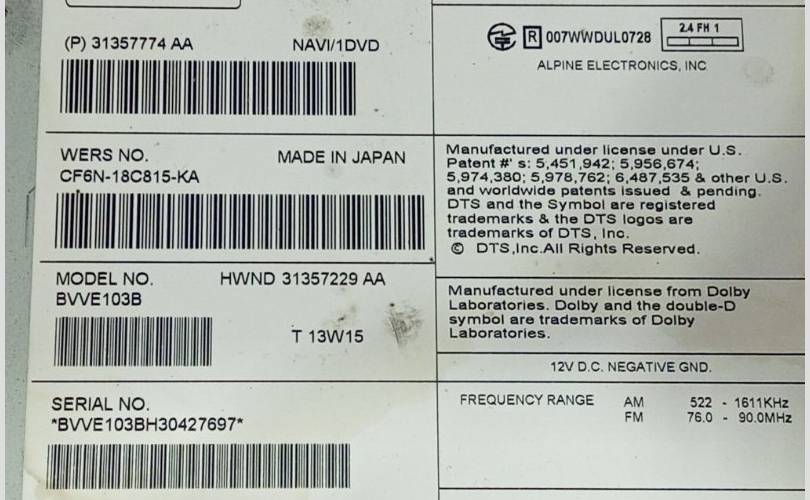 (P) 31357774 AA NAVI/1DVD
WERS NO. MADE IN JAPAN
CF6N-18C815-KA
MODEL NO. HWND 31357229 AA
BVVE103B
T 13W15
SERIAL NO.
*BVVE103BH30427697*
R 007WWDUL0728 2.4 FH 1
ALPINE ELECTRONICS, INC
Manufactured under license under U.S.
Patent #' s: 5,451,942; 5,956,674;
5,974,380; 5,978,762; 6,487,535 & other U.S.
and worldwide patents issued & pending.
DTS and the Symbol are registered
trademarks & the DTS logos are
trademarks of DTS, Inc.
© DTS,Inc.All Rights Reserved.
Manufactured under license from Dolby
Laboratories. Dolby and the double-D
symbol are trademarks of Dolby
Laboratories.
12V D.C. NEGATIVE GND.
FREQUENCY RANGE AM 522 - 1611KHz
FM 76.0 - 90.0MHz